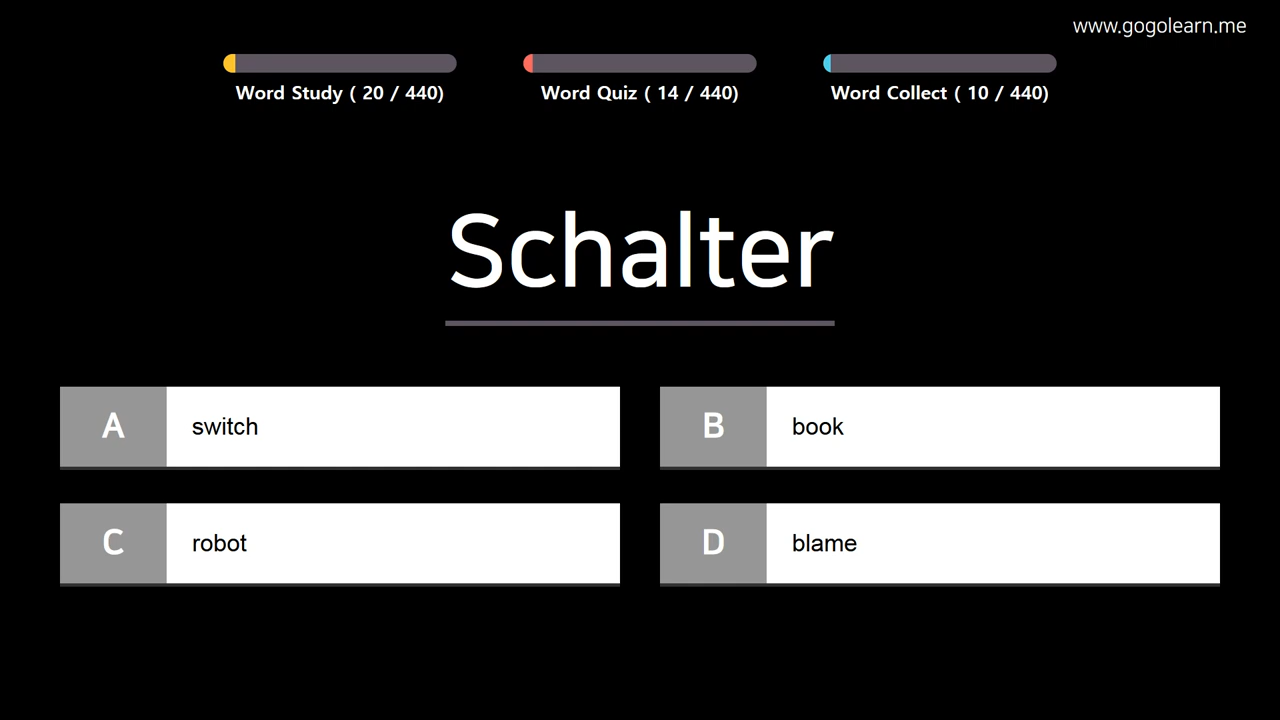 www.gogolearn.me
Word Study ( 20 / 440)
Word Quiz ( 14 / 440)
Word Collect ( 10 / 440)
Schalter
A switch
B book
C robot
D blame